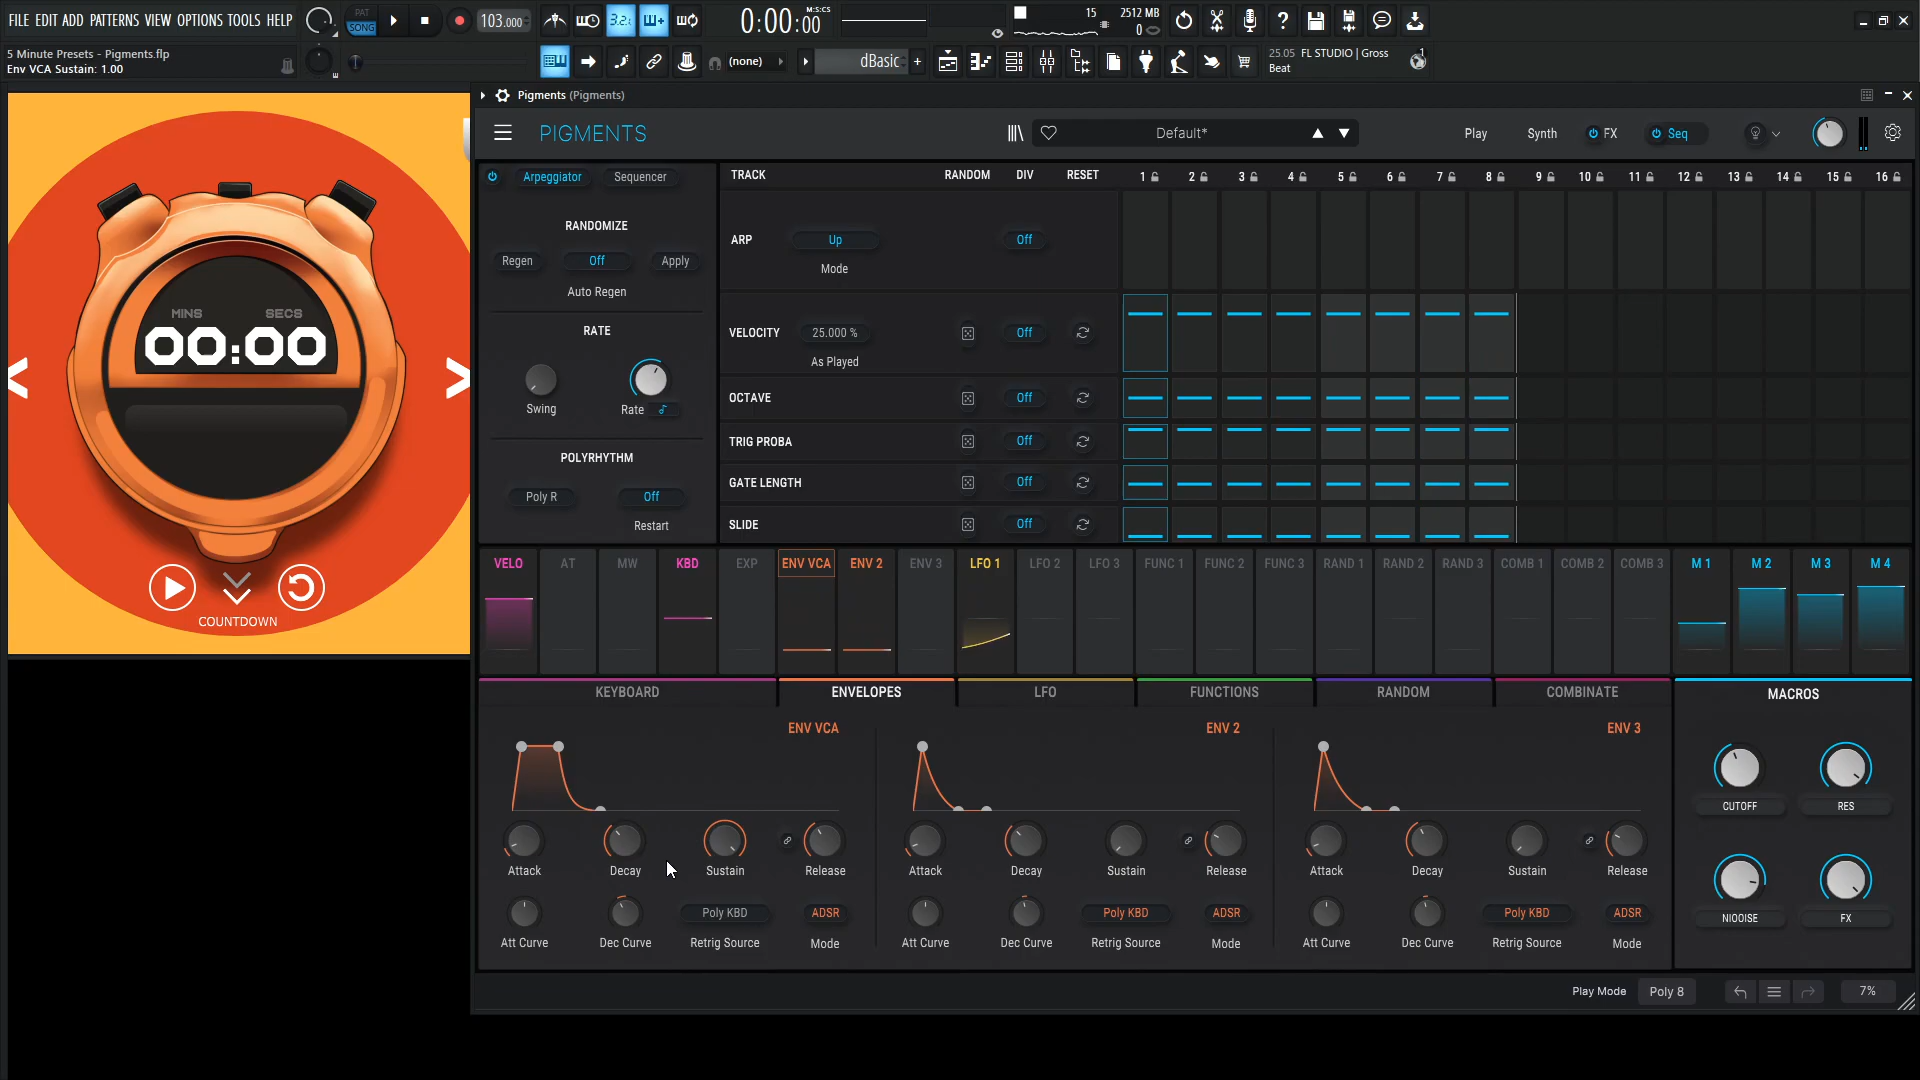 FILE EDIT ADD PATTERNS VIEW OPTIONS TOOLS HELP
PAT
SONG
103.000
3.2:
0:00:00
M:S:CS
15
2512 MB
0
5 Minute Presets - Pigments.flp
Env VCA Sustain: 1.00
(none)
dBasic
25.05 FL STUDIO | Gross
Beat
1
Pigments (Pigments)
PIGMENTS
Default*
Play
Synth
FX
Seq
Arpeggiator
Sequencer
TRACK
RANDOM
DIV
RESET
1 2 3 4 5 6 7 8 9 10 11 12 13 14 15 16
RANDOMIZE
Regen
Off
Apply
Auto Regen
RATE
Swing
Rate
POLYRHYTHM
Poly R
Off
Restart
ARP
Up
Off
Mode
VELOCITY
25.000 %
Off
As Played
OCTAVE
Off
TRIG PROBA
Off
GATE LENGTH
Off
SLIDE
Off
MINS
SECS
00:00
<
>
COUNTDOWN
VELO
AT
MW
KBD
EXP
ENV VCA
ENV 2
ENV 3
LFO 1
LFO 2
LFO 3
FUNC 1
FUNC 2
FUNC 3
RAND 1
RAND 2
RAND 3
COMB 1
COMB 2
COMB 3
M 1
M 2
M 3
M 4
KEYBOARD
ENVELOPES
LFO
FUNCTIONS
RANDOM
COMBINATE
MACROS
ENV VCA
Attack
Decay
Sustain
Release
Poly KBD
ADSR
Att Curve
Dec Curve
Retrig Source
Mode
ENV 2
Attack
Decay
Sustain
Release
Poly KBD
ADSR
Att Curve
Dec Curve
Retrig Source
Mode
ENV 3
Attack
Decay
Sustain
Release
Poly KBD
ADSR
Att Curve
Dec Curve
Retrig Source
Mode
CUTOFF
RES
NIODISE
FX
Play Mode
Poly 8
7%